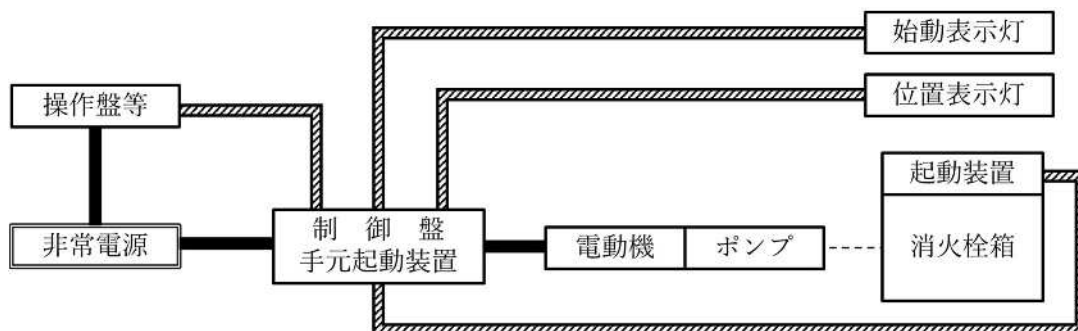 始動表示灯
操作盤等
位置表示灯
起動装置
非常電源
制御盤
手元起動装置
電動機
ポンプ
消火栓箱